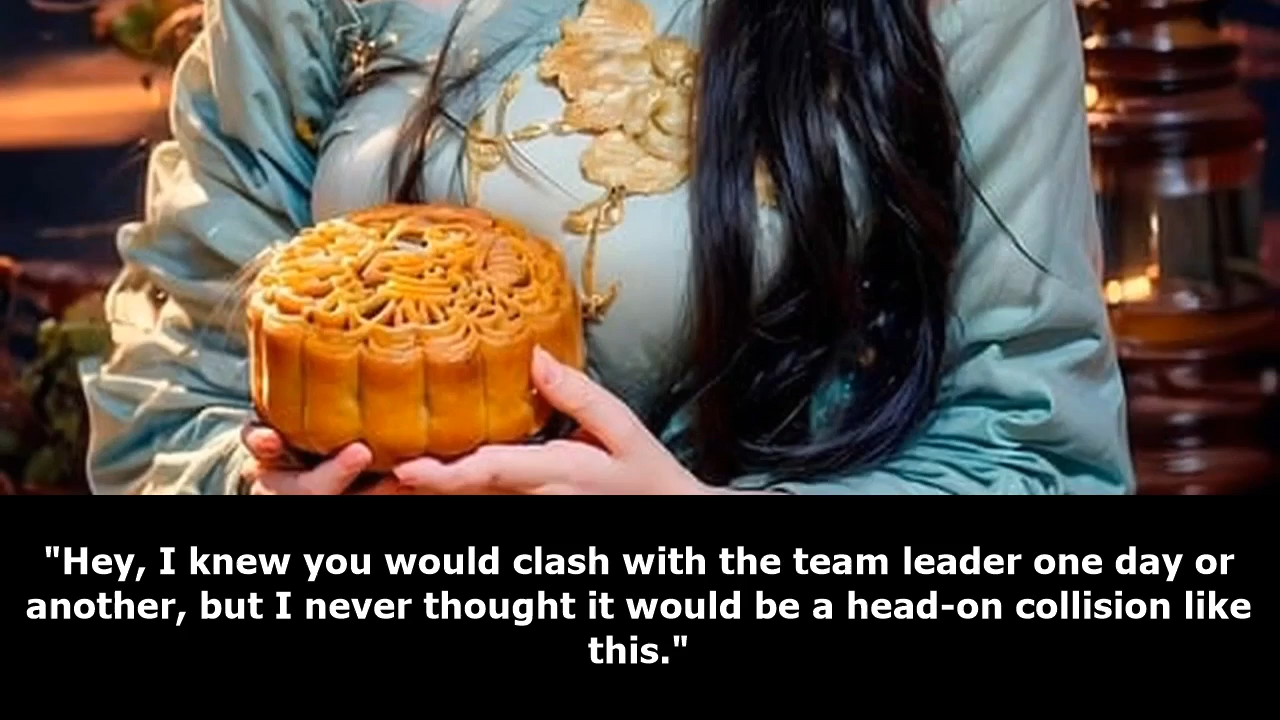 "Hey, I knew you would clash with the team leader one day or
another, but I never thought it would be a head-on collision like
this."